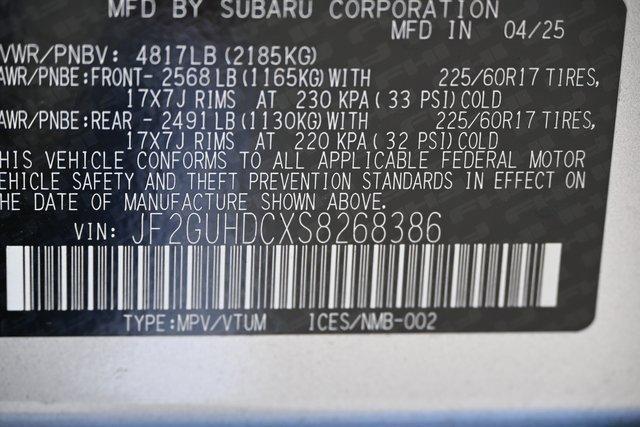 MFD BY SUBARU CORPORATION
MFD IN 04/25
VWR/PNBV: 4817LB (2185KG)
AWR/PNBE:FRONT- 2568 LB (1165KG) WITH 225/60R17 TIRES,
17X7J RIMS AT 230 KPA ( 33 PSI) COLD
AWR/PNBE:REAR - 2491 LB (1130KG) WITH 225/60R17 TIRES,
17X7J RIMS AT 220 KPA ( 32 PSI) COLD
HIS VEHICLE CONFORMS TO ALL APPLICABLE FEDERAL MOTOR
EHICLE SAFETY AND THEFT PREVENTION STANDARDS IN EFFECT ON
HE DATE OF MANUFACTURE SHOWN ABOVE.
VIN: JF2GUHDCXS8268386
TYPE:MPV/VTUM ICES/NMB-002